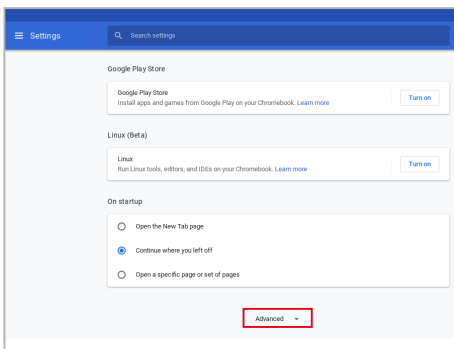 Settings
Search settings
Google Play Store
Google Play Store
Install apps and games from Google Play on your Chromebook. Learn more
Turn on
Linux (Beta)
Linux
Run Linux tools, editors, and IDEs on your Chromebook. Learn more
Turn on
On startup
Open the New Tab page
Continue where you left off
Open a specific page or set of pages
Advanced